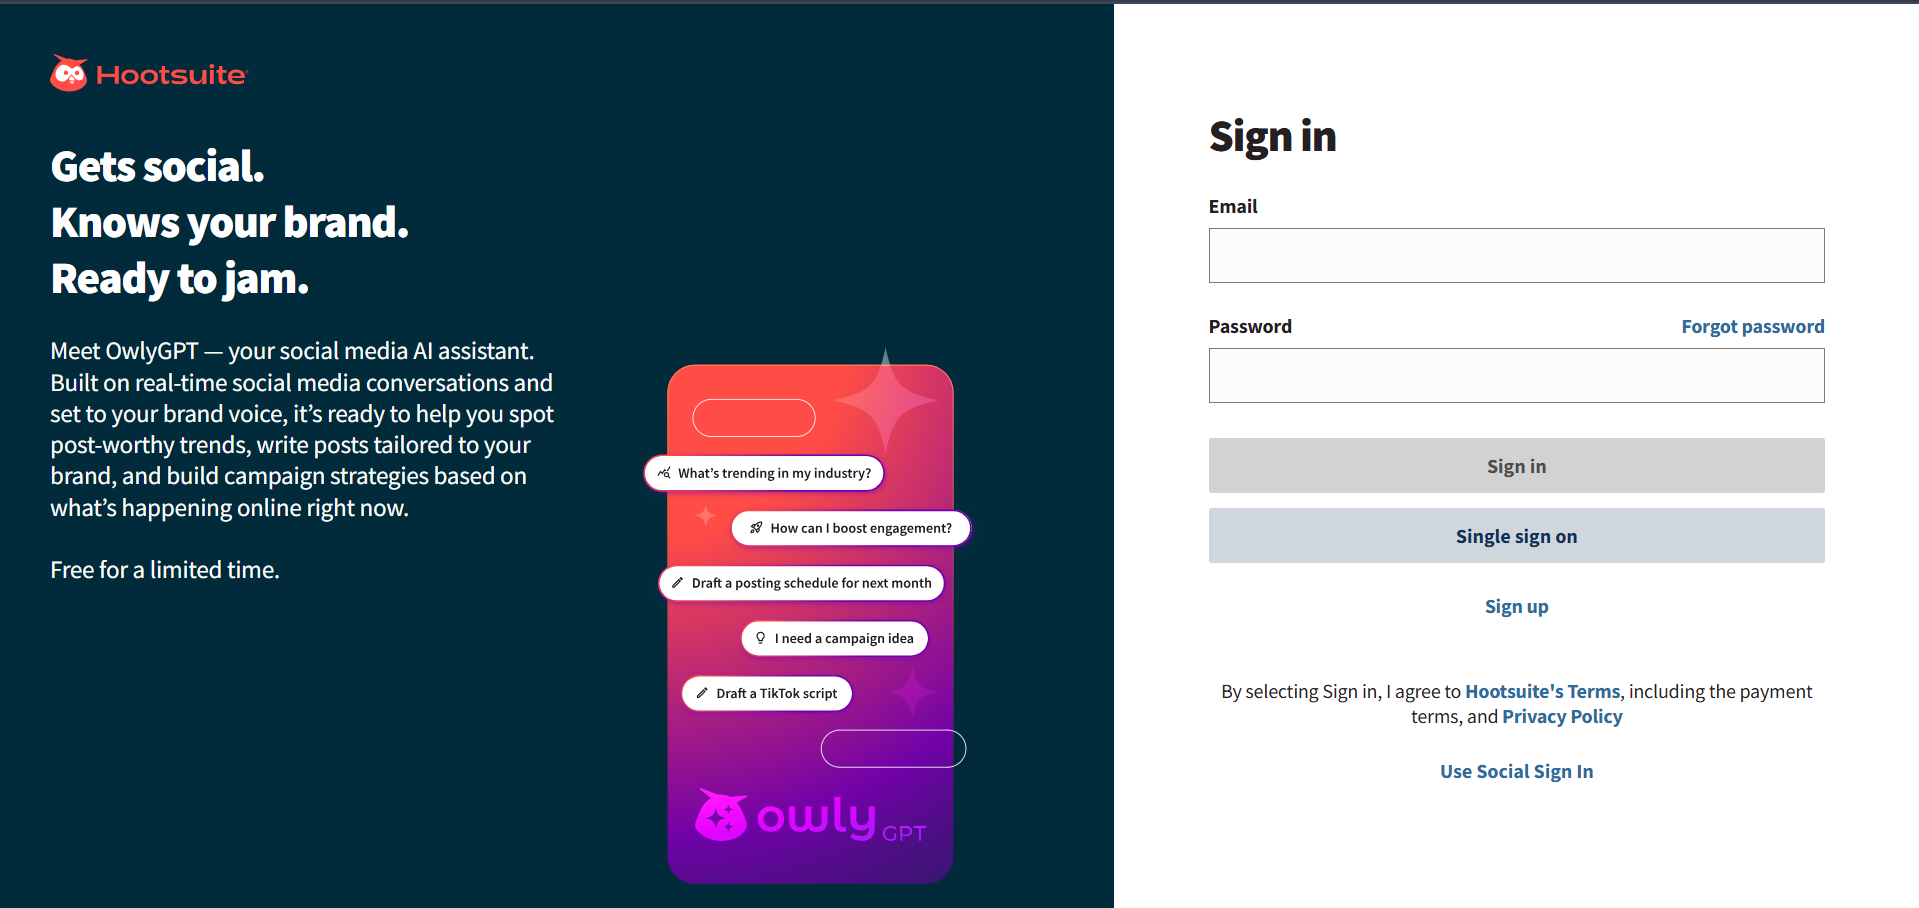 Hootsuite
Gets social.
Knows your brand.
Ready to jam.
Meet OwlyGPT — your social media AI assistant.
Built on real-time social media conversations and
set to your brand voice, it’s ready to help you spot
post-worthy trends, write posts tailored to your
brand, and build campaign strategies based on
what’s happening online right now.
Free for a limited time.
What’s trending in my industry?
How can I boost engagement?
Draft a posting schedule for next month
I need a campaign idea
Draft a TikTok script
owly GPT
Sign in
Email
Password
Forgot password
Sign in
Single sign on
Sign up
By selecting Sign in, I agree to Hootsuite's Terms, including the payment
terms, and Privacy Policy
Use Social Sign In